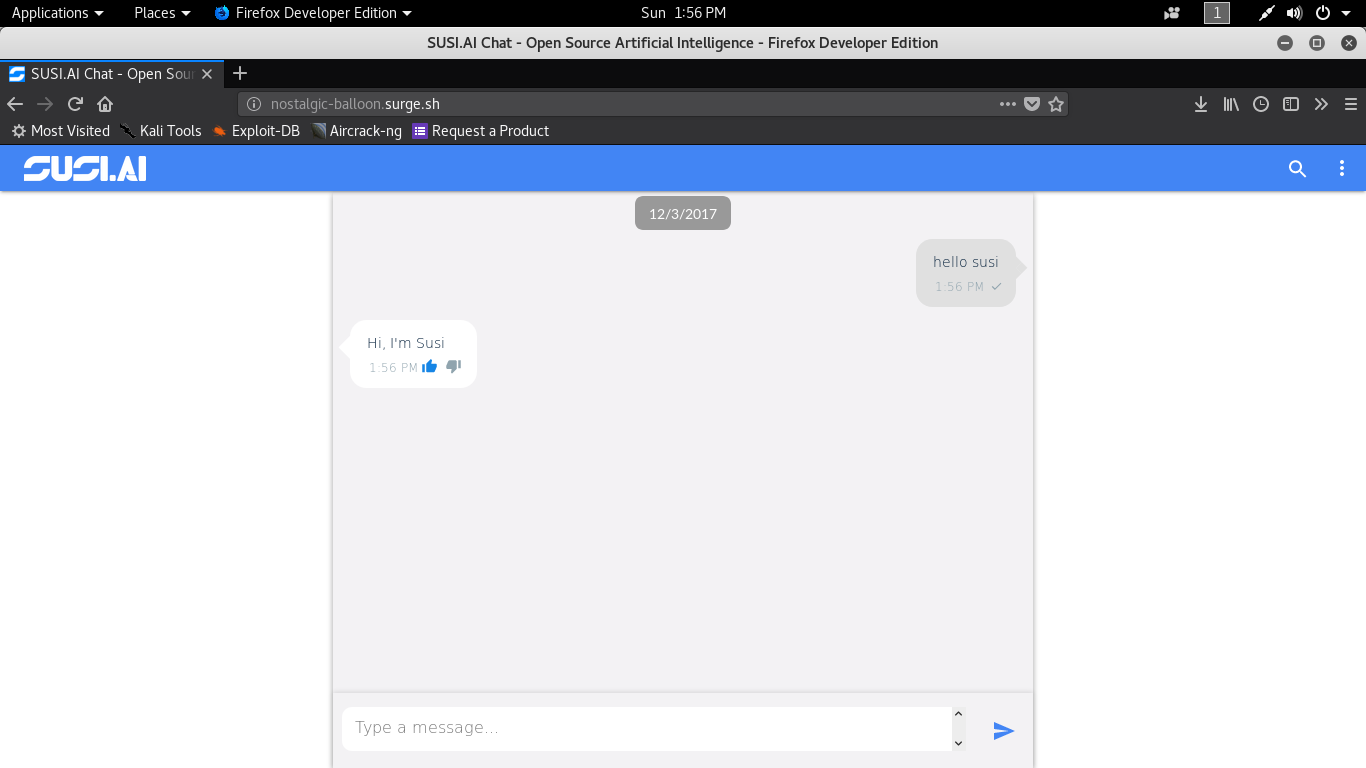 Applications Places Firefox Developer Edition Sun 1:56 PM 1
SUSI.AI Chat - Open Source Artificial Intelligence - Firefox Developer Edition
SUSI.AI Chat - Open Sour
nostalgic-balloon.surge.sh
Most Visited Kali Tools Exploit-DB Aircrack-ng Request a Product
SUSI.AI
12/3/2017
hello susi
1:56 PM
Hi, I'm Susi
1:56 PM
Type a message...